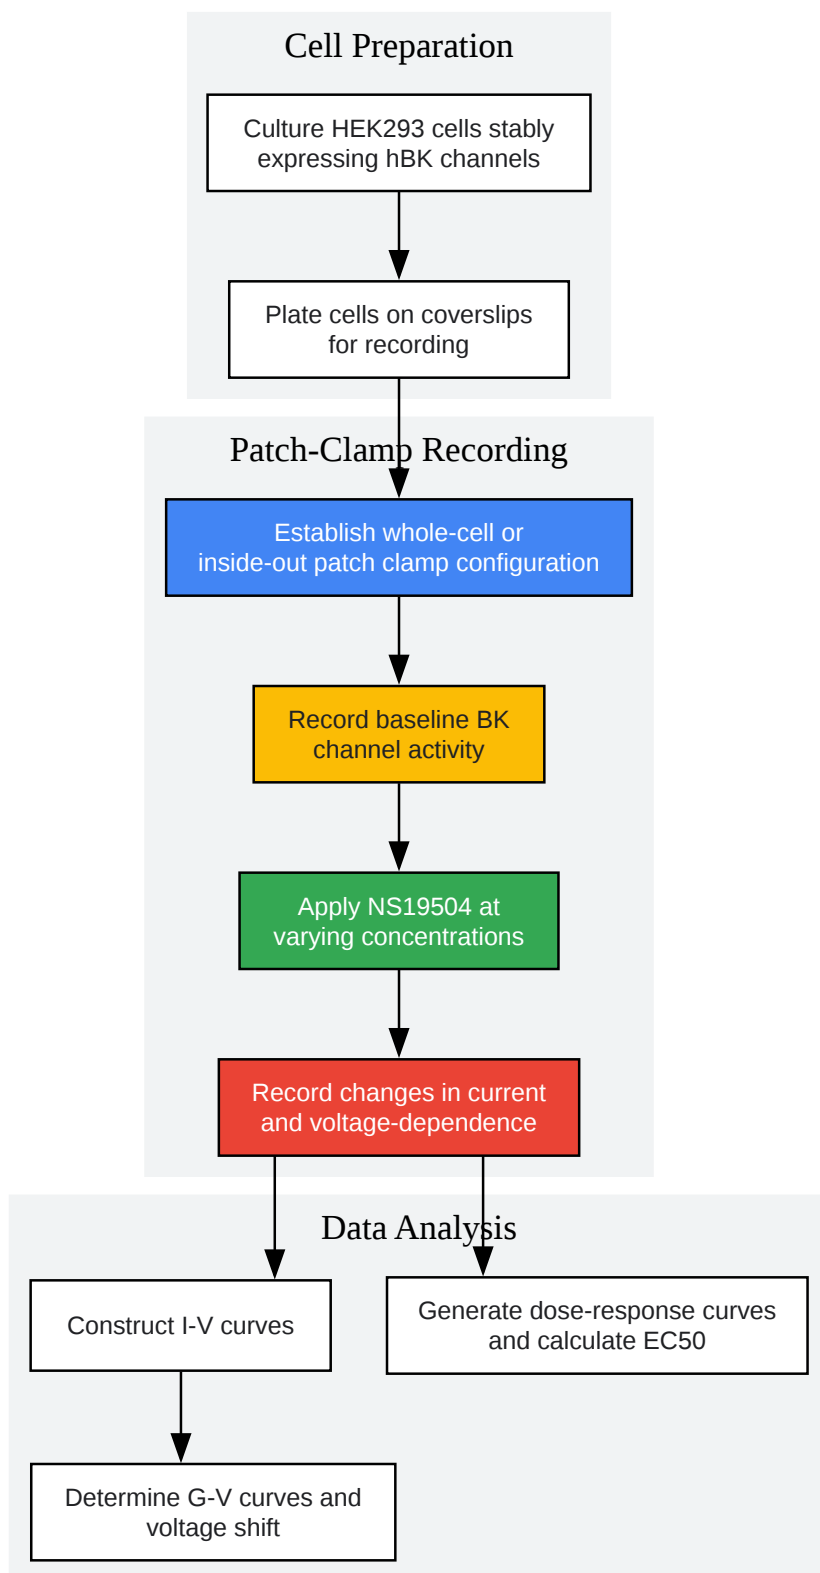 Cell Preparation
Culture HEK293 cells stably
expressing hBK channels
Plate cells on coverslips
for recording
Patch-Clamp Recording
Establish whole-cell or
inside-out patch clamp configuration
Record baseline BK
channel activity
Apply NS19504 at
varying concentrations
Record changes in current
and voltage-dependence
Data Analysis
Construct I-V curves
Generate dose-response curves
and calculate EC50
Determine G-V curves and
voltage shift